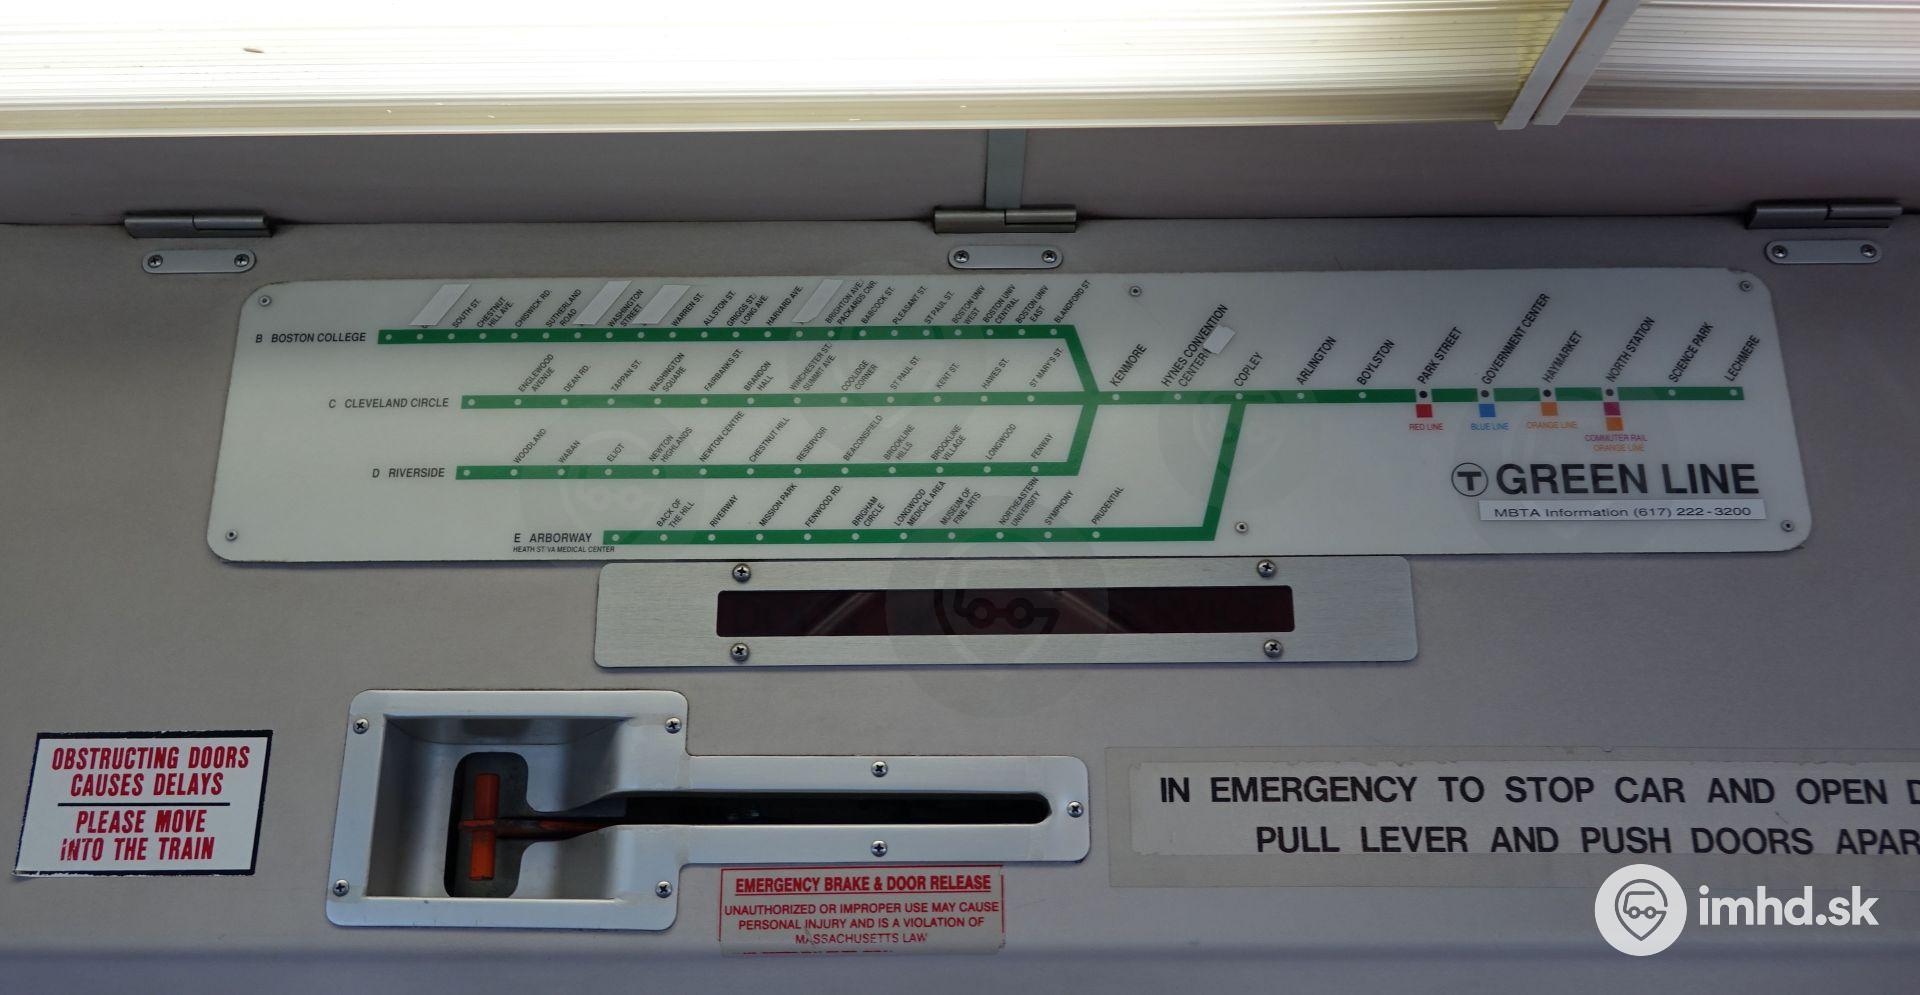 B BOSTON COLLEGE
SOUTH ST.
CHESTNUT
HILL AVE.
CHISWICK RD.
SUTHERLAND
ROAD
WASHINGTON
STREET
WARREN ST.
ALLSTON ST.
GRIGGS ST.
LONG AVE.
HARVARD AVE.
BRIGHTON AVE-
PACKARDS CNR.
BABCOCK ST.
PLEASANT ST.
ST PAUL ST.
BOSTON UNIV
WEST
BOSTON UNIV
CENTRAL
BOSTON UNIV
EAST
BLANDFORD ST
C CLEVELAND CIRCLE
ENGLEWOOD
AVENUE
DEAN RD.
TAPPAN ST.
WASHINGTON
SQUARE
FAIRBANKS ST.
BRANDON
HALL
WINCHESTER ST.
SUMMIT AVE.
COOLIDGE
CORNER
ST PAUL ST.
KENT ST.
HAWES ST.
ST MARY'S ST.
KENMORE
HYNES CONVENTION
CENTER
COPLEY
ARLINGTON
BOYLSTON
PARK STREET
GOVERNMENT CENTER
HAYMARKET
NORTH STATION
SCIENCE PARK
LECHMERE
RED LINE
BLUE LINE
ORANGE LINE
COMMUTER RAIL
ORANGE LINE
D RIVERSIDE
WOODLAND
WABAN
ELIOT
NEWTON
HIGHLANDS
NEWTON CENTRE
CHESTNUT HILL
RESERVOIR
BEACONSFIELD
BROOKLINE
HILLS
BROOKLINE
VILLAGE
LONGWOOD
FENWAY
E ARBORWAY
HEATH ST/VA MEDICAL CENTER
BACK OF
THE HILL
RIVERWAY
MISSION PARK
FENWOOD RD.
BRIGHAM
CIRCLE
LONGWOOD
MEDICAL AREA
MUSEUM OF
FINE ARTS
NORTHEASTERN
UNIVERSITY
SYMPHONY
PRUDENTIAL
T GREEN LINE
MBTA Information (617) 222-3200
OBSTRUCTING DOORS
CAUSES DELAYS
PLEASE MOVE
INTO THE TRAIN
EMERGENCY BRAKE & DOOR RELEASE
UNAUTHORIZED OR IMPROPER USE MAY CAUSE
PERSONAL INJURY AND IS A VIOLATION OF
MASSACHUSETTS LAW
IN EMERGENCY TO STOP CAR AND OPEN D
PULL LEVER AND PUSH DOORS APAR
imhd.sk